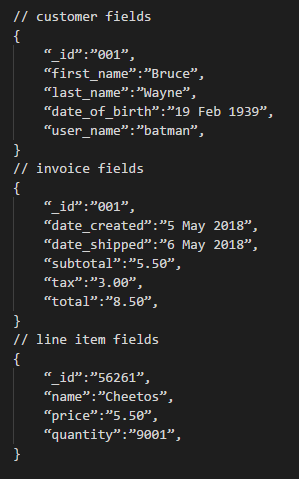 // customer fields
{
“_id”:”001”,
“first_name”:”Bruce”,
“last_name”:”Wayne”,
“date_of_birth”:”19 Feb 1939”,
“user_name”:”batman”,
}
// invoice fields
{
“_id”:”001”,
“date_created”:”5 May 2018”,
“date_shipped”:”6 May 2018”,
“subtotal”:”5.50”,
“tax”:”3.00”,
“total”:”8.50”,
}
// line item fields
{
“_id”:”56261”,
“name”:”Cheetos”,
“price”:”5.50”,
“quantity”:”9001”,
}